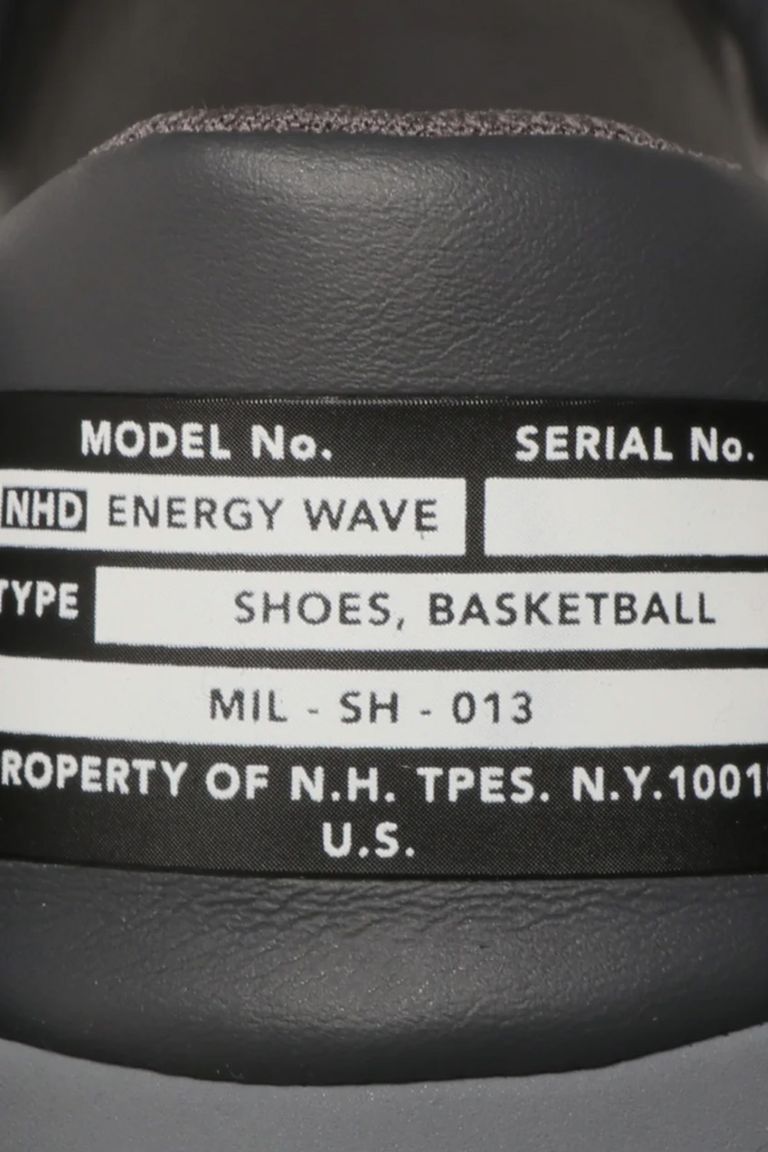 MODEL No. SERIAL No.
NHD ENERGY WAVE
TYPE SHOES, BASKETBALL
MIL - SH - 013
ROPERTY OF N.H. TPES. N.Y.1001
U.S.